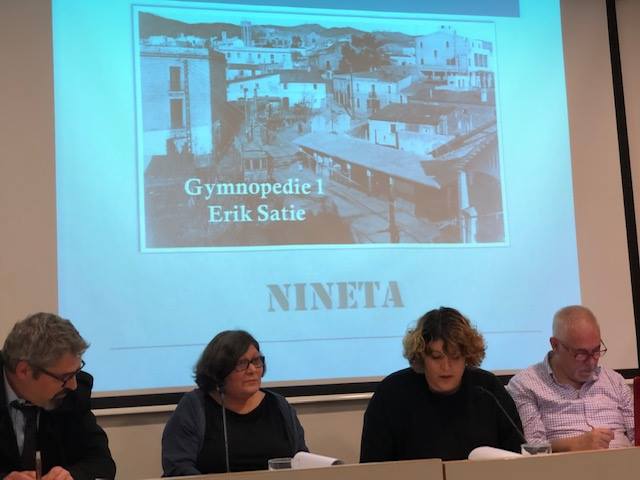 Gymnopedie 1
Erik Satie
NINETA